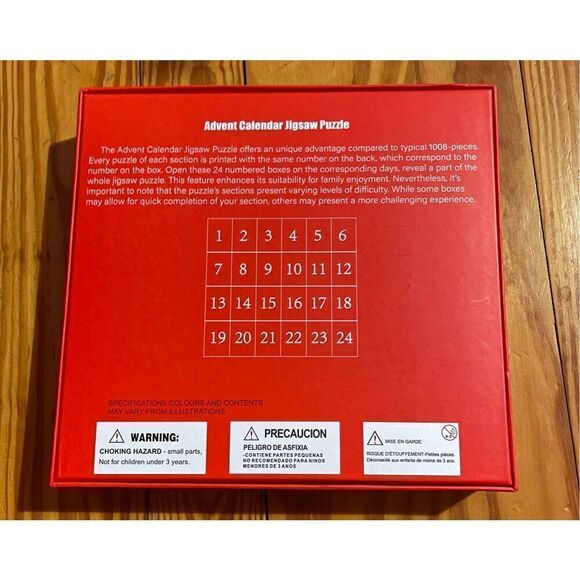 Advent Calendar Jigsaw Puzzle
The Advent Calendar Jigsaw Puzzle offers an unique advantage compared to typical 1008-pieces.
Every puzzle of each section is printed with the same number on the back, which correspond to the
number on the box. Open these 24 numbered boxes on the corresponding days, reveal a part of the
whole jigsaw puzzle. This feature enhances its suitability for family enjoyment. Nevertheless, it's
important to note that the puzzle's sections present varying levels of difficulty. While some boxes
may allow for quick completion of your section, others may present a more challenging experience.
1 2 3 4 5 6
7 8 9 10 11 12
13 14 15 16 17 18
19 20 21 22 23 24
SPECIFICATIONS COLOURS AND CONTENTS
MAY VARY FROM ILLUSTRATIONS
WARNING:
CHOKING HAZARD - small parts,
Not for children under 3 years.
PRECAUCION
PELIGRO DE ASFIXIA
-CONTIENE PARTES PEQUENAS
NO RECOMENDADO PARA NINOS
MENORES DE 3 ANOS
MISE EN GARDE:
RISQUE D'ÉTOUFFEMENT-Petites pièces.
Déconseillé aux enfants de moins de 3 ans.
0-3